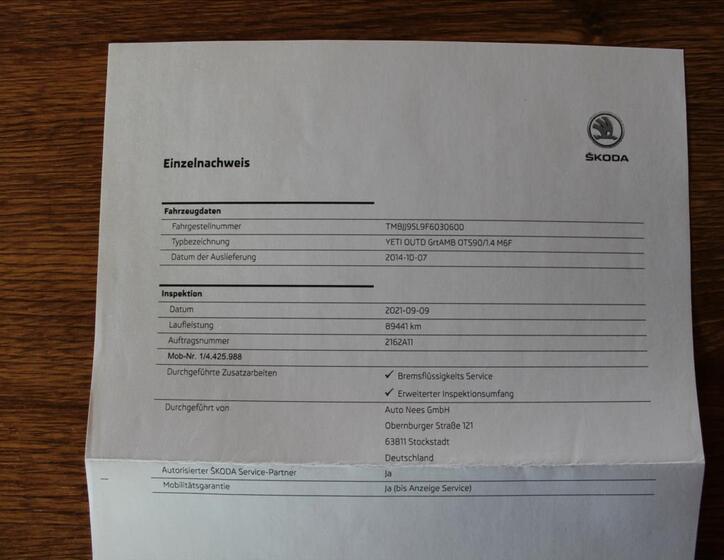 ŠKODA
Einzelnachweis
Fahrzeugdaten
Fahrgestellnummer TMBJJ95L9F6030600
Typbezeichnung YETI OUTD GrtAMB OTS90/1.4 M6F
Datum der Auslieferung 2014-10-07
Inspektion
Datum 2021-09-09
Laufleistung 89441 km
Auftragsnummer 2162A11
Mob-Nr. 1/4.425.988
Durchgeführte Zusatzarbeiten ✓ Bremsflüssigkeits Service
✓ Erweiterter Inspektionsumfang
Durchgeführt von Auto Nees GmbH
Obernburger Straße 121
63811 Stockstadt
Deutschland
Autorisierter ŠKODA Service-Partner Ja
Mobilitätsgarantie Ja (bis Anzeige Service)